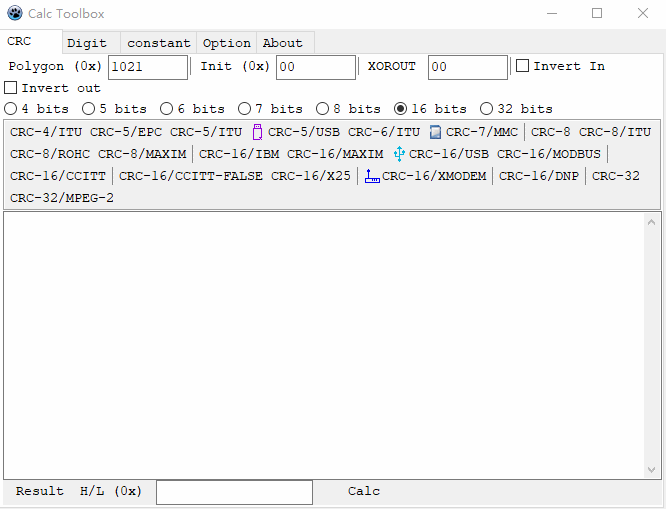 Calc Toolbox
CRC Digit constant Option About
Polygon (0x) 1021 Init (0x) 00 XOROUT 00 Invert In
Invert out
4 bits 5 bits 6 bits 7 bits 8 bits 16 bits 32 bits
CRC-4/ITU CRC-5/EPC CRC-5/ITU CRC-5/USB CRC-6/ITU CRC-7/MMC CRC-8 CRC-8/ITU
CRC-8/ROHC CRC-8/MAXIM CRC-16/IBM CRC-16/MAXIM CRC-16/USB CRC-16/MODBUS
CRC-16/CCITT CRC-16/CCITT-FALSE CRC-16/X25 CRC-16/XMODEM CRC-16/DNP CRC-32
CRC-32/MPEG-2
Result H/L (0x) Calc